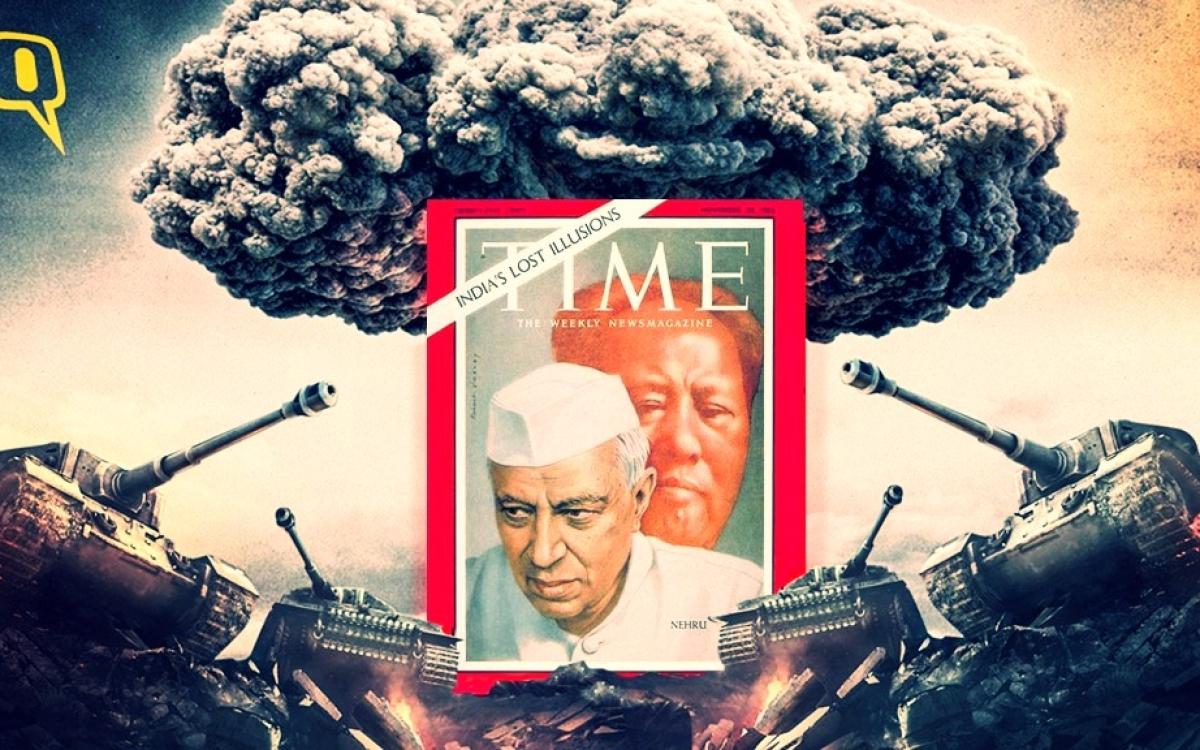 INDIA'S LOST ILLUSIONS
TIME
THE WEEKLY NEWSMAGAZINE
NEHRU